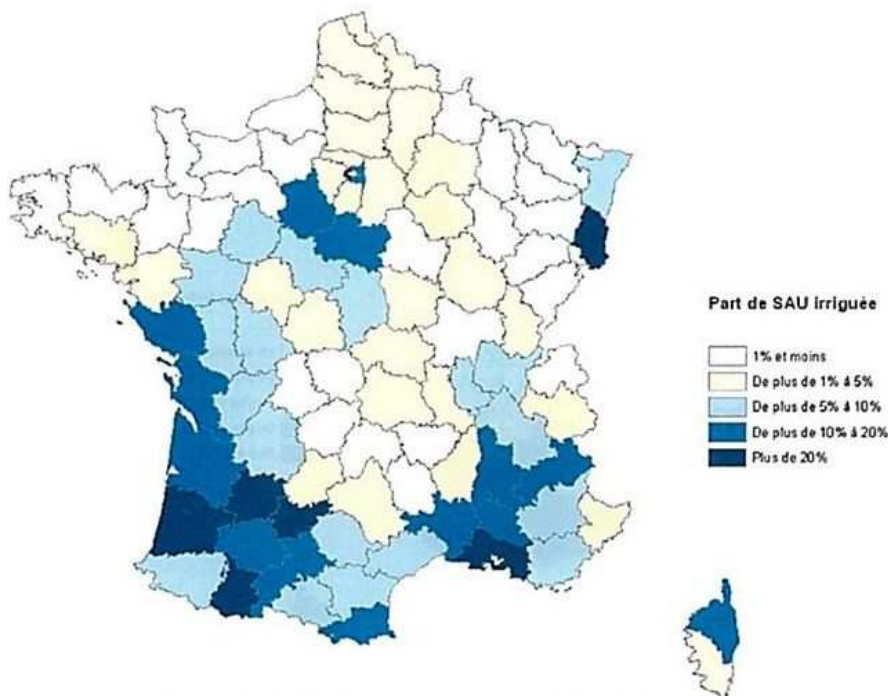 Part de SAU irriguée
1% et moins
De plus de 1% à 5%
De plus de 5% à 10%
De plus de 10% à 20%
Plus de 20%